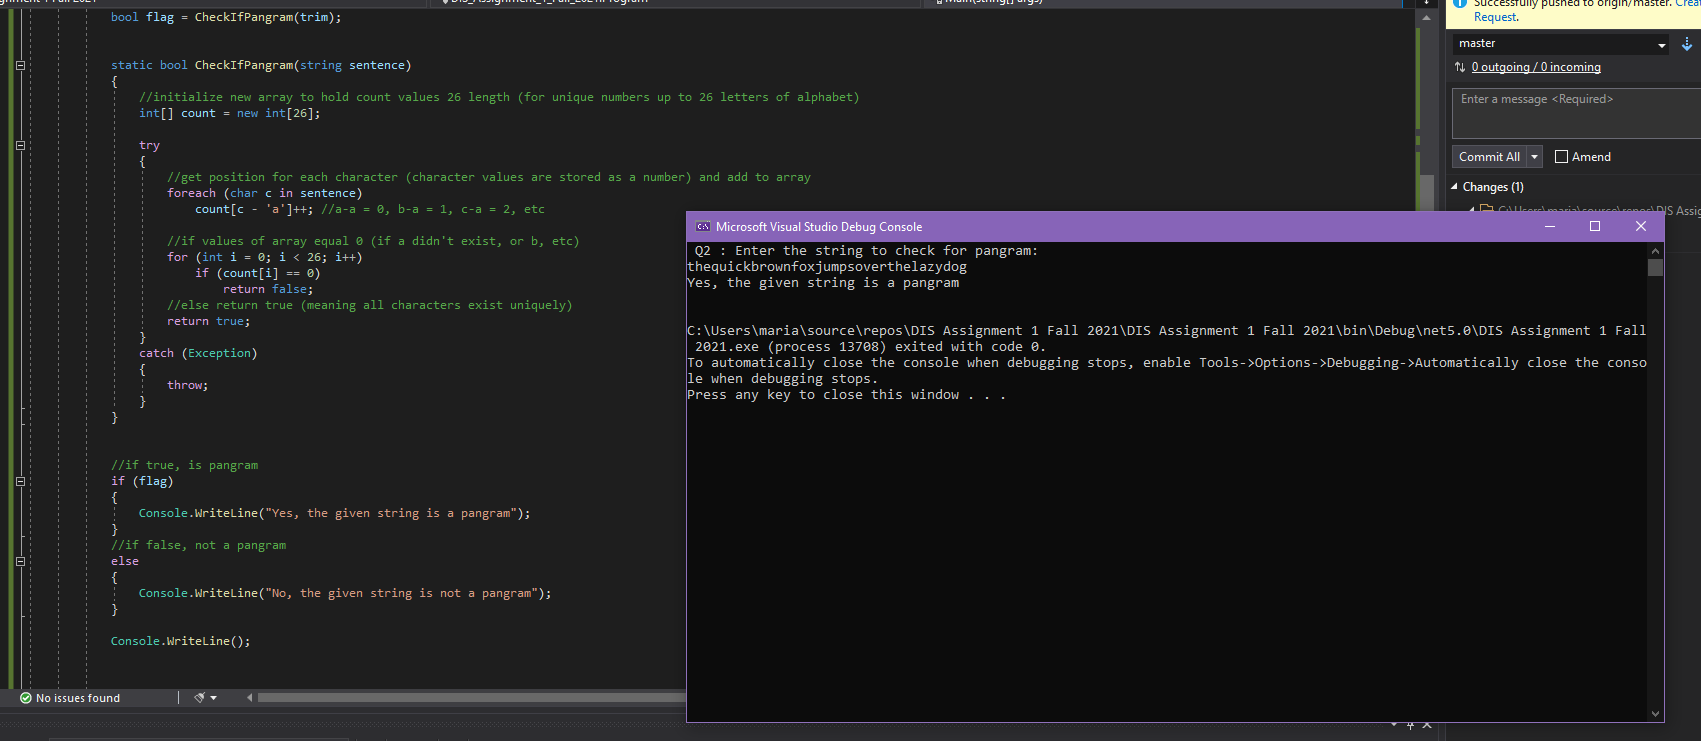 bool flag = CheckIfPangram(trim);
static bool CheckIfPangram(string sentence)
{
//initialize new array to hold count values 26 length (for unique numbers up to 26 letters of alphabet)
int[] count = new int[26];
try
{
//get position for each character (character values are stored as a number) and add to array
foreach (char c in sentence)
count[c - 'a']++; //a-a = 0, b-a = 1, c-a = 2, etc
//if values of array equal 0 (if a didn't exist, or b, etc)
for (int i = 0; i < 26; i++)
if (count[i] == 0)
return false;
//else return true (meaning all characters exist uniquely)
return true;
}
catch (Exception)
{
throw;
}
}
//if true, is pangram
if (flag)
{
Console.WriteLine("Yes, the given string is a pangram");
}
//if false, not a pangram
else
{
Console.WriteLine("No, the given string is not a pangram");
}
Console.WriteLine();
No issues found
Microsoft Visual Studio Debug Console
Q2 : Enter the string to check for pangram:
thequickbrownfoxjumpsoverthelazydog
Yes, the given string is a pangram
C:\Users\maria\source\repos\DIS Assignment 1 Fall 2021\DIS Assignment 1 Fall 2021\bin\Debug\net5.0\DIS Assignment 1 Fall
2021.exe (process 13708) exited with code 0.
To automatically close the console when debugging stops, enable Tools->Options->Debugging->Automatically close the conso
le when debugging stops.
Press any key to close this window . . .
Successfully pushed to origin/master. Crea
Request.
master
0 outgoing / 0 incoming
Enter a message <Required>
Commit All
Amend
Changes (1)
C:\Users\maria\source\repos\DIS Assig